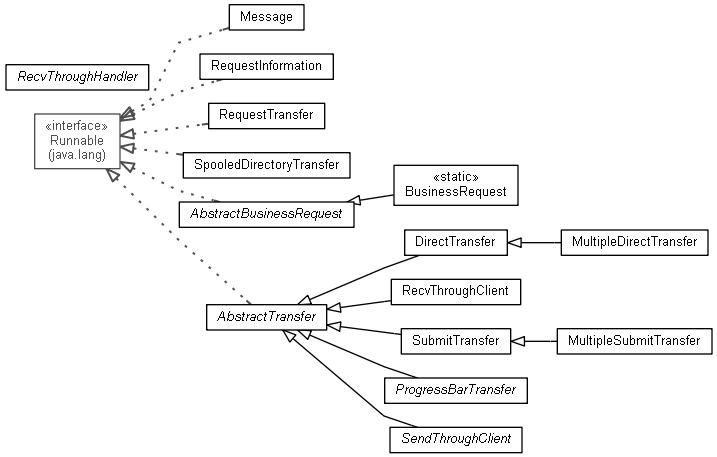 Message
RequestInformation
RecvThroughHandler
RequestTransfer
«interface»
Runnable
(java.lang)
SpooledDirectoryTransfer
«static»
BusinessRequest
AbstractBusinessRequest
DirectTransfer
MultipleDirectTransfer
RecvThroughClient
AbstractTransfer
SubmitTransfer
MultipleSubmitTransfer
ProgressBarTransfer
SendThroughClient